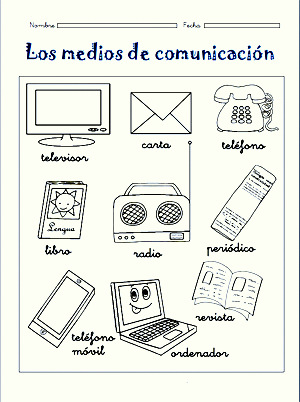 Nombre Fecha
Los medios de comunicación
televisor carta teléfono
Lengua
libro radio periódico
teléfono móvil ordenador revista